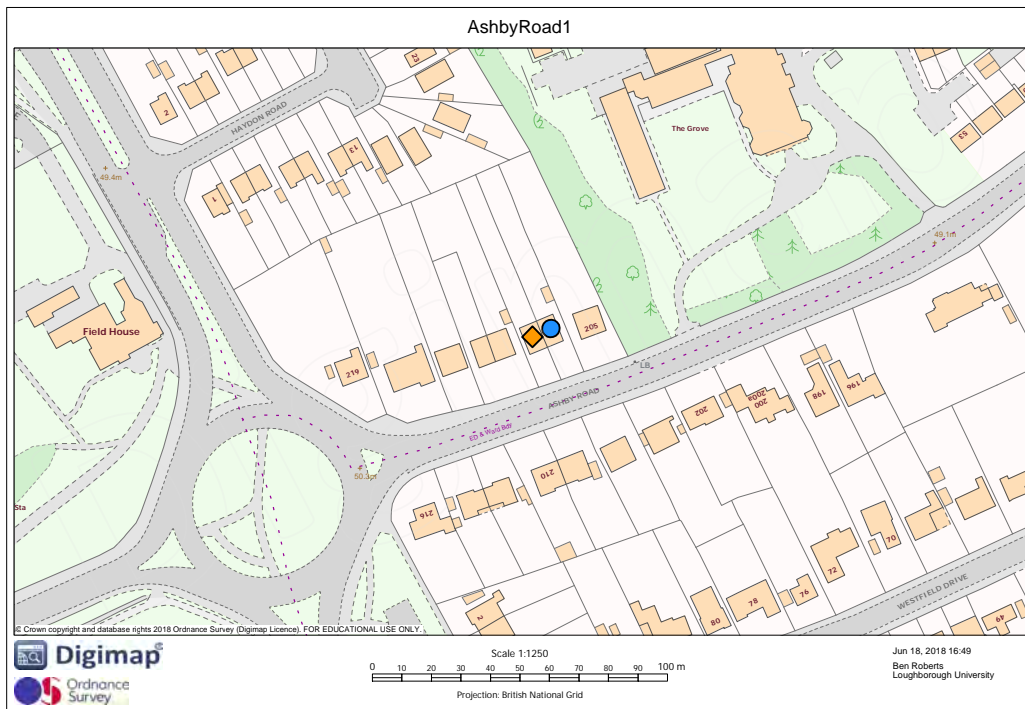 AshbyRoad1
23
2
HAYDON ROAD
The Grove
53
13
49.4m
1
49.1m
Field House
205
219
LB
ASHBY ROAD
ED & Ward Bdy
196
198
200a
200
202
210
50.3m
216
Sta
70
72
76
78
80
2
WESTFIELD DRIVE
49
© Crown copyright and database rights 2018 Ordnance Survey (Digimap Licence). FOR EDUCATIONAL USE ONLY.
Digimap
Ordnance
Survey
Scale 1:1250
0 10 20 30 40 50 60 70 80 90 100 m
Projection: British National Grid
Jun 18, 2018 16:49
Ben Roberts
Loughborough University